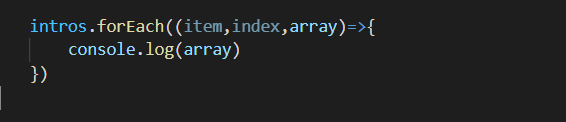 intros.forEach((item,index,array)=>{
    console.log(array)
})